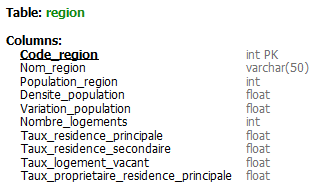 Table: region
Columns:
Code_region int PK
Nom_region varchar(50)
Population_region int
Densite_population float
Variation_population float
Nombre_logements int
Taux_residence_principale float
Taux_residence_secondaire float
Taux_logement_vacant float
Taux_proprietaire_residence_principale float